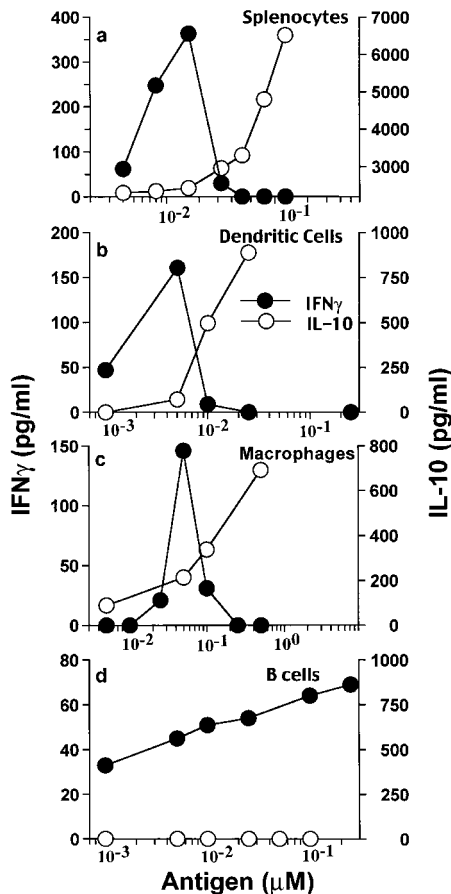 a Splenocytes
400 7000
300 6000
200 5000
100 4000
0 3000
10⁻² 10⁻¹
b Dendritic Cells
200 1000
150 750
100 500
50 250
0 0
IFNγ
IL-10
10⁻³ 10⁻² 10⁻¹
c Macrophages
150 800
100 600
50 400
0 200
0
10⁻² 10⁻¹ 10⁰
d B cells
80 1000
60 750
40 500
20 250
0 0
10⁻³ 10⁻² 10⁻¹
IFNγ (pg/ml)
IL-10 (pg/ml)
Antigen (µM)